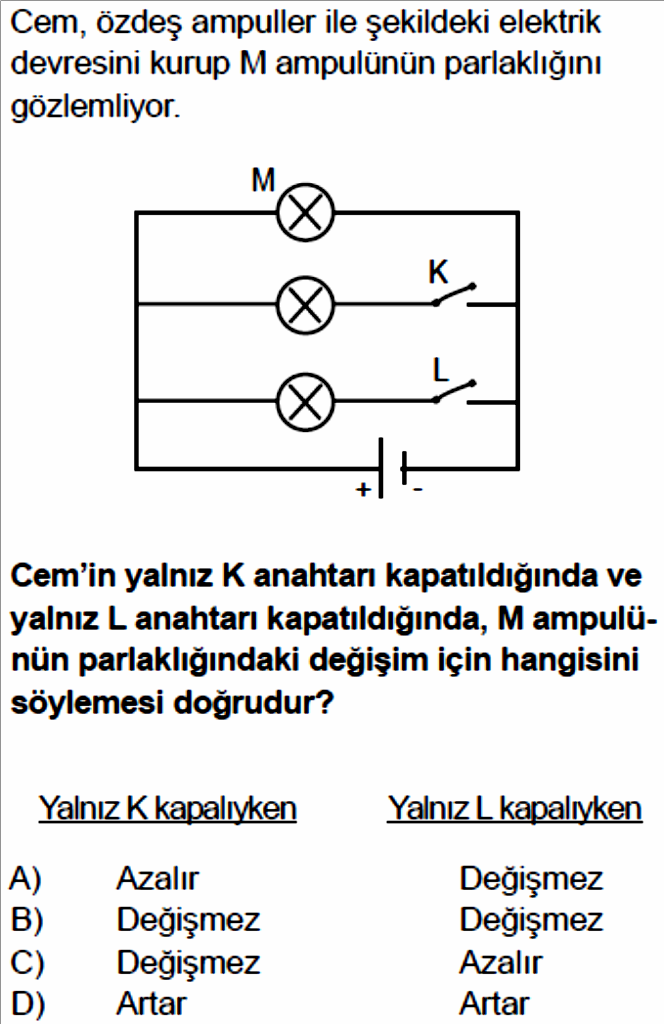 Cem, özdeş ampuller ile şekildeki elektrik
devresini kurup M ampulünün parlaklığını
gözlemliyor.
M
K
L
+ -
Cem'in yalnız K anahtarı kapatıldığında ve
yalnız L anahtarı kapatıldığında, M ampulü-
nün parlaklığındaki değişim için hangisini
söylemesi doğrudur?
Yalnız K kapalıyken Yalnız L kapalıyken
A) Azalır Değişmez
B) Değişmez Değişmez
C) Değişmez Azalır
D) Artar Artar